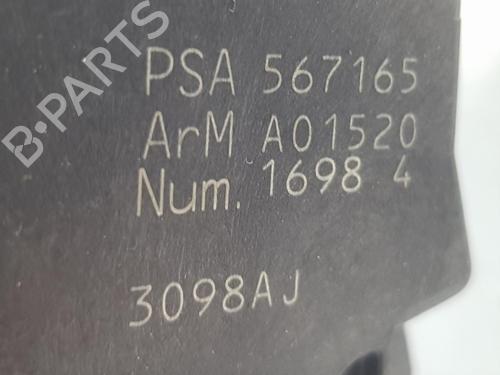 B-PARTS
PSA 567165
ArM A01520
Num. 1698 4
3098AJ